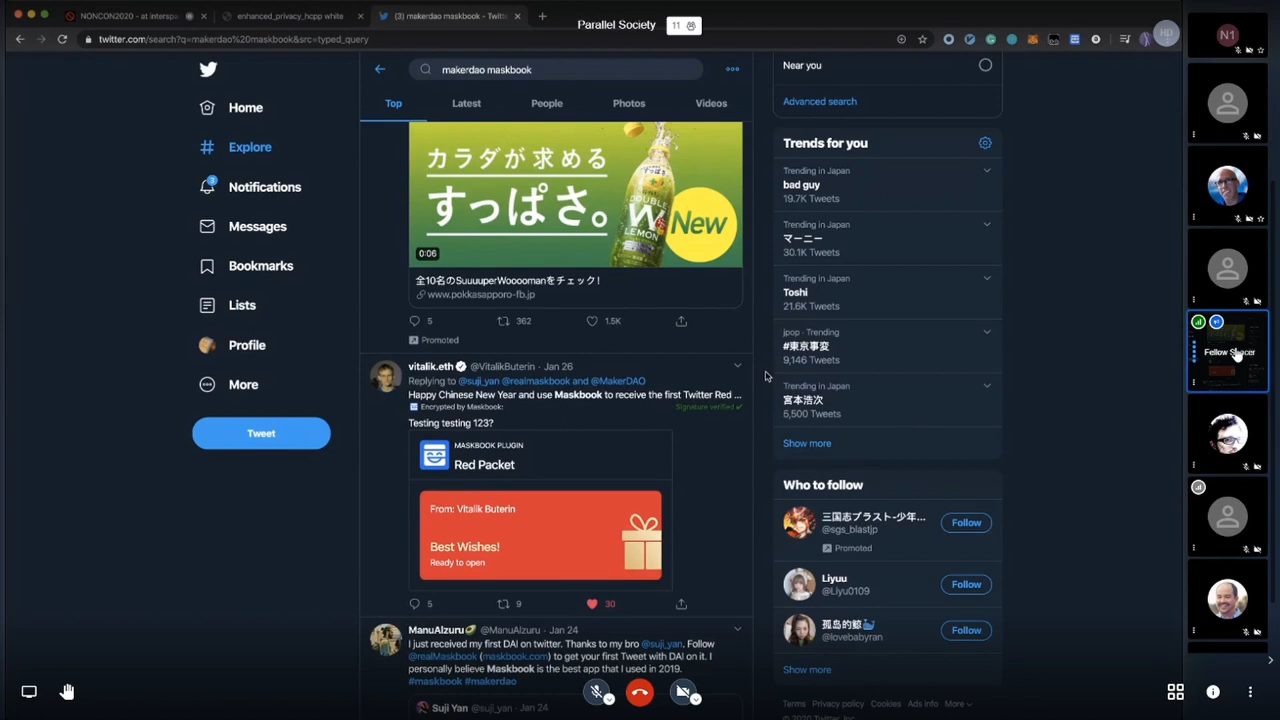 NONCON2020 - at interspa
enhanced_privacy_hcpp white
(3) makerdao maskbook - Twitt
Parallel Society
11
twitter.com/search?q=makerdao%20maskbook&src=typed_query
HD
N1
makerdao maskbook
Top
Latest
People
Photos
Videos
Home
Explore
3
Notifications
Messages
Bookmarks
Lists
Profile
More
Tweet
カラダが求める
すっぱさ。
DOUBLE
W
LEMON
New
0:06
全10名のSuuuuperWooomanをチェック!
www.pokkasapporo-fb.jp
5
362
1.5K
Promoted
vitalik.eth @VitalikButerin · Jan 26
Replying to @suji_yan @realmaskbook and @MakerDAO
Happy Chinese New Year and use Maskbook to receive the first Twitter Red ...
Encrypted by Maskbook:
Signature verified ✓
Testing testing 123?
MASKBOOK PLUGIN
Red Packet
From: Vitalik Buterin
Best Wishes!
Ready to open
5
9
30
ManuAlzuru @ManuAlzuru · Jan 24
I just received my first DAI on twitter. Thanks to my bro @suji_yan. Follow
@realMaskbook (maskbook.com) to get your first Tweet with DAI on it. I
personally believe Maskbook is the best app that I used in 2019.
#maskbook #makerdao
Suji Yan @suji_yan · Jan 24
Near you
Advanced search
Trends for you
Trending in Japan
bad guy
19.7K Tweets
Trending in Japan
マーニー
30.1K Tweets
Trending in Japan
Toshi
21.6K Tweets
jpop · Trending
#東京事変
9,146 Tweets
Trending in Japan
宮本浩次
5,500 Tweets
Show more
Who to follow
三国志ブラスト-少年...
@sgs_blastjp
Follow
Promoted
Liyuu
@Liyu0109
Follow
孤岛的鲸
@lovebabyran
Follow
Show more
Terms Privacy policy Cookies Ads info More
© 2020 Twitter, Inc.
Fellow Spacer